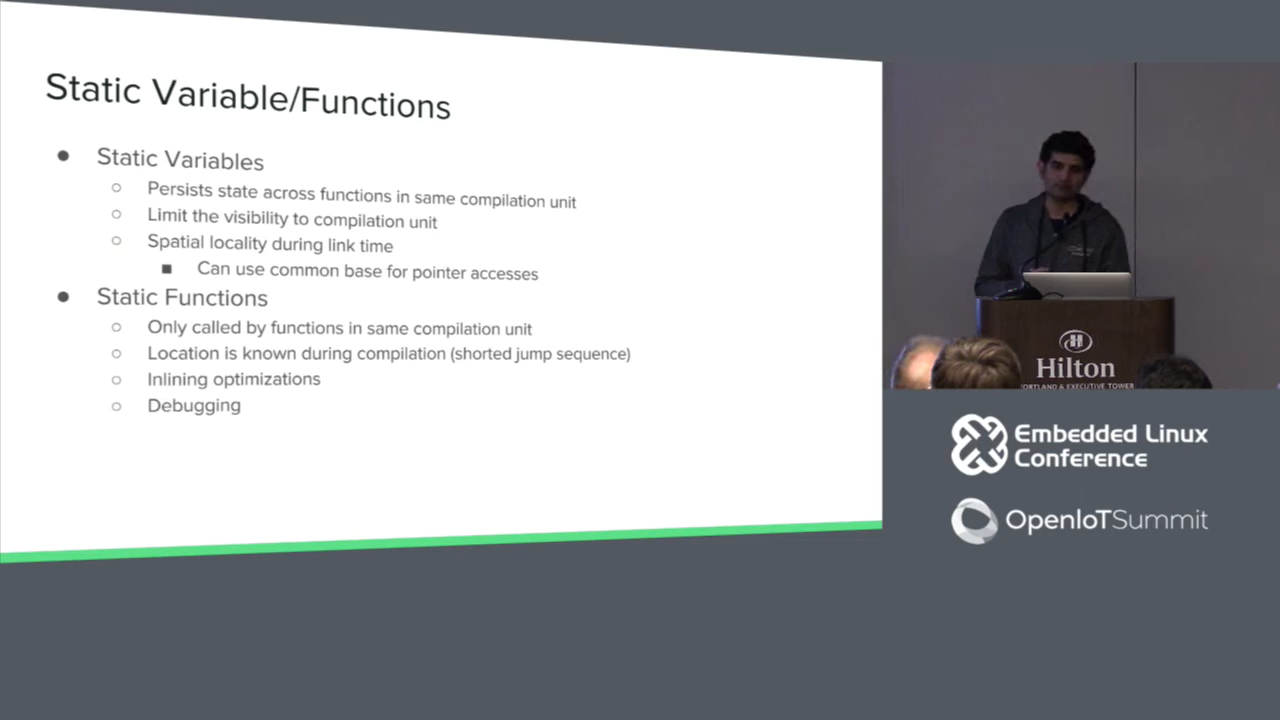 Static Variable/Functions
● Static Variables
○ Persists state across functions in same compilation unit
○ Limit the visibility to compilation unit
○ Spatial locality during link time
■ Can use common base for pointer accesses
● Static Functions
○ Only called by functions in same compilation unit
○ Location is known during compilation (shorted jump sequence)
○ Inlining optimizations
○ Debugging
Hilton
PORTLAND & EXECUTIVE TOWER
Embedded Linux
Conference
OpenIoTSummit